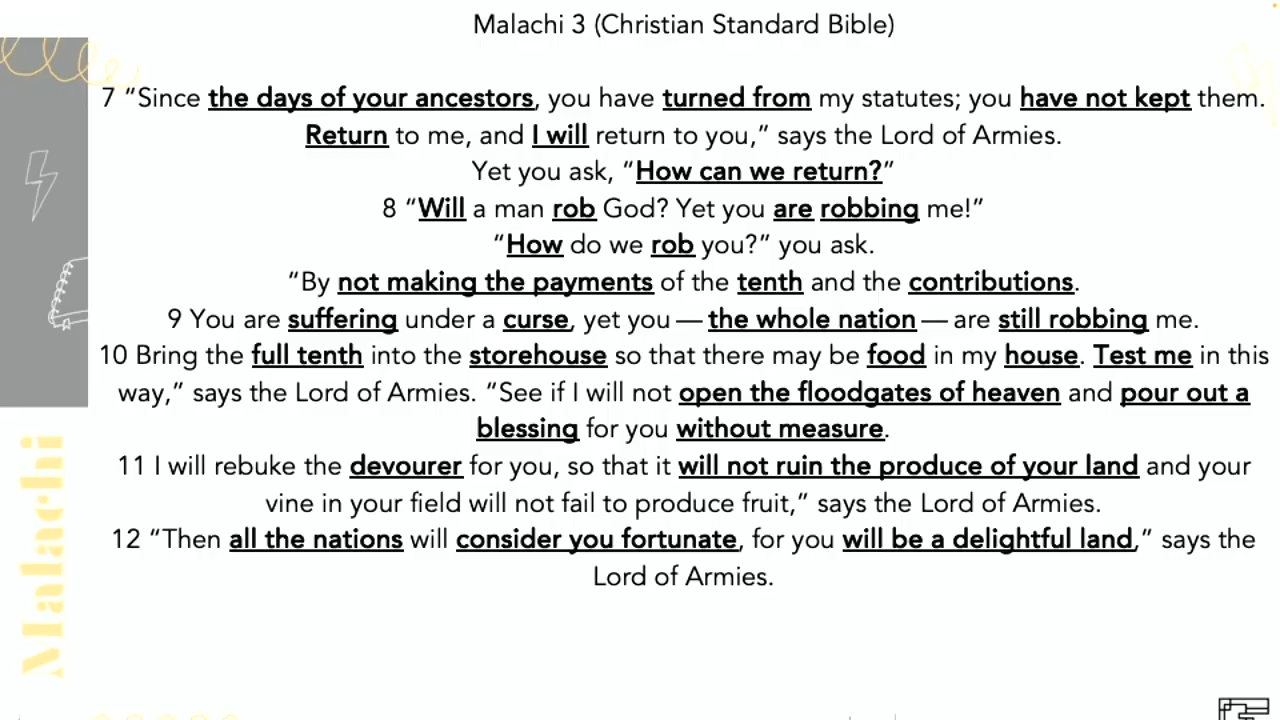 Malachi 3 (Christian Standard Bible)
7 “Since the days of your ancestors, you have turned from my statutes; you have not kept them.
Return to me, and I will return to you,” says the Lord of Armies.
Yet you ask, “How can we return?”
8 “Will a man rob God? Yet you are robbing me!”
“How do we rob you?” you ask.
“By not making the payments of the tenth and the contributions.
9 You are suffering under a curse, yet you — the whole nation — are still robbing me.
10 Bring the full tenth into the storehouse so that there may be food in my house. Test me in this
way,” says the Lord of Armies. “See if I will not open the floodgates of heaven and pour out a
blessing for you without measure.
11 I will rebuke the devourer for you, so that it will not ruin the produce of your land and your
vine in your field will not fail to produce fruit,” says the Lord of Armies.
12 “Then all the nations will consider you fortunate, for you will be a delightful land,” says the
Lord of Armies.
Malachi